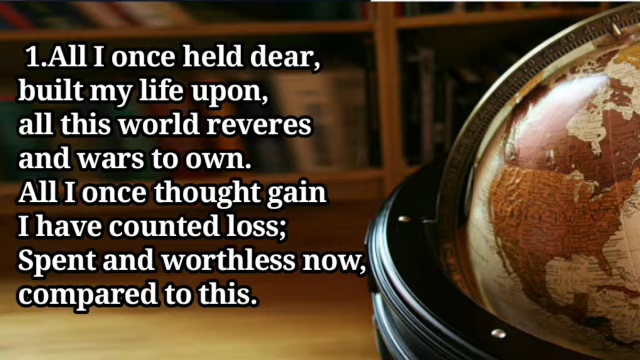 1.All I once held dear,
built my life upon,
all this world reveres
and wars to own.
All I once thought gain
I have counted loss;
Spent and worthless now,
compared to this.